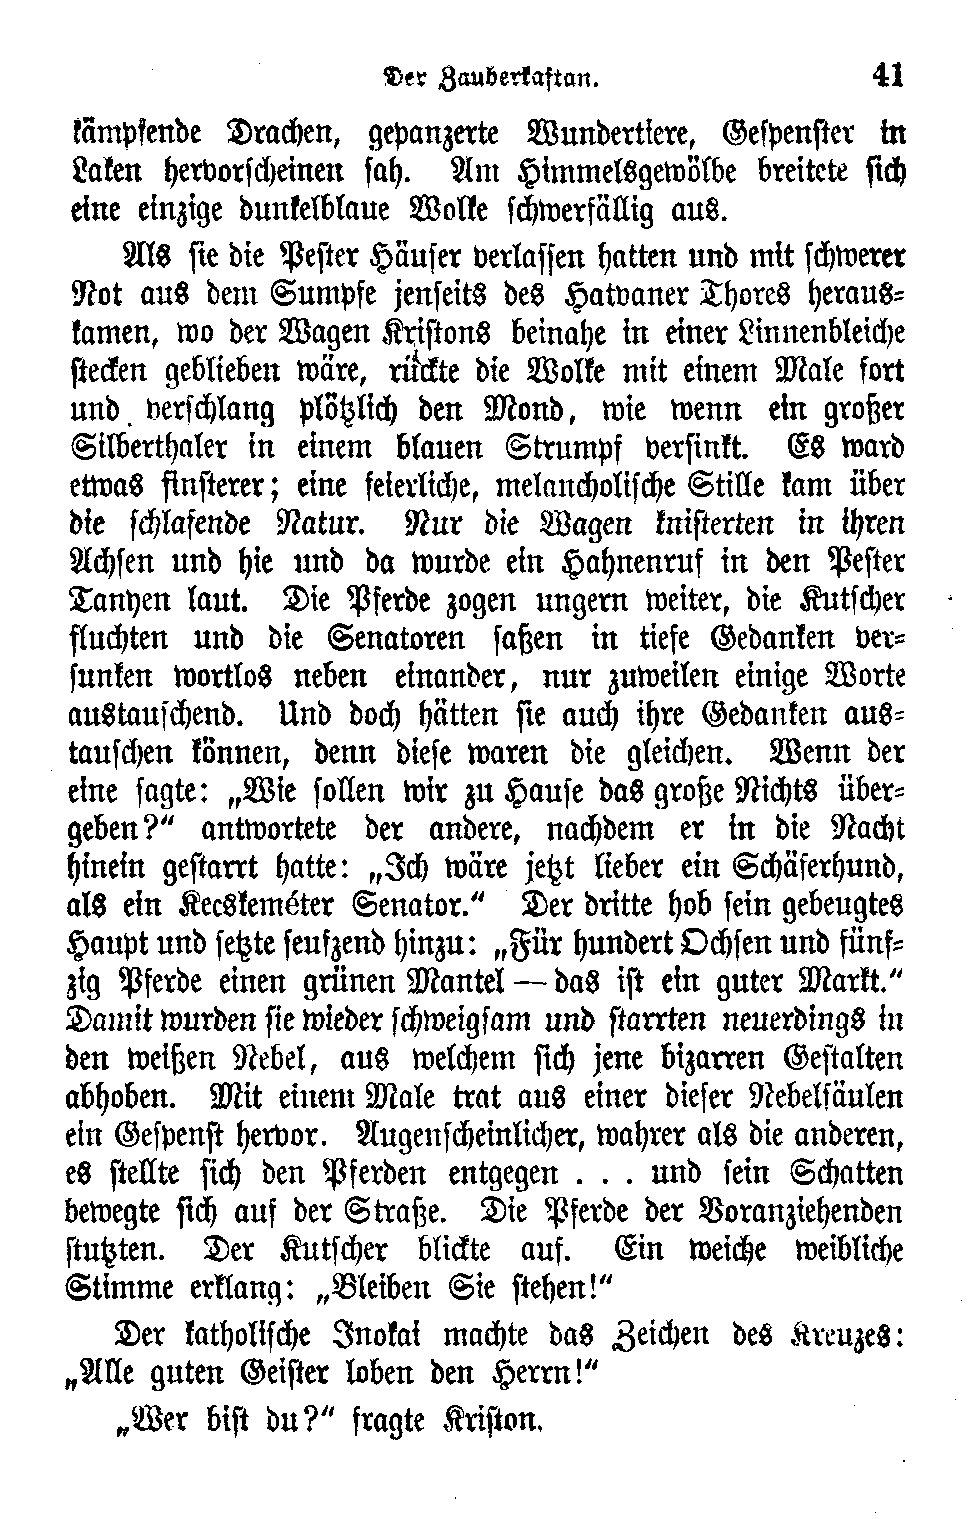 Der Zauberkaftan. 41
kämpfende Drachen, gepanzerte Wundertiere, Gespenster in
Laken hervorscheinen sah. Am Himmelsgewölbe breitete sich
eine einzige dunkelblaue Wolke schwerfällig aus.
Als sie die Pester Häuser verlassen hatten und mit schwerer
Not aus dem Sumpfe jenseits des Hatvaner Thores heraus-
kamen, wo der Wagen Kristons beinahe in einer Linnenbleiche
stecken geblieben wäre, rückte die Wolke mit einem Male fort
und verschlang plötzlich den Mond, wie wenn ein großer
Silberthaler in einem blauen Strumpf versinkt. Es ward
etwas finsterer; eine feierliche, melancholische Stille kam über
die schlafende Natur. Nur die Wagen knisterten in ihren
Achsen und hie und da wurde ein Hahnenruf in den Pester
Tanyen laut. Die Pferde zogen ungern weiter, die Kutscher
fluchten und die Senatoren saßen in tiefe Gedanken ver-
sunken wortlos neben einander, nur zuweilen einige Worte
austauschend. Und doch hätten sie auch ihre Gedanken aus-
tauschen können, denn diese waren die gleichen. Wenn der
eine sagte: „Wie sollen wir zu Hause das große Nichts über-
geben?“ antwortete der andere, nachdem er in die Nacht
hinein gestarrt hatte: „Ich wäre jetzt lieber ein Schäferhund,
als ein Kecskeméter Senator.“ Der dritte hob sein gebeugtes
Haupt und setzte seufzend hinzu: „Für hundert Ochsen und fünf-
zig Pferde einen grünen Mantel — das ist ein guter Markt.“
Damit wurden sie wieder schweigsam und starrten neuerdings in
den weißen Nebel, aus welchem sich jene bizarren Gestalten
abhoben. Mit einem Male trat aus einer dieser Nebelsäulen
ein Gespenst hervor. Augenscheinlicher, wahrer als die anderen,
es stellte sich den Pferden entgegen . . . und sein Schatten
bewegte sich auf der Straße. Die Pferde der Voranziehenden
stutzten. Der Kutscher blickte auf. Ein weiche weibliche
Stimme erklang: „Bleiben Sie stehen!“
Der katholische Inokai machte das Zeichen des Kreuzes:
„Alle guten Geister loben den Herrn!“
„Wer bist du?“ fragte Kriston.